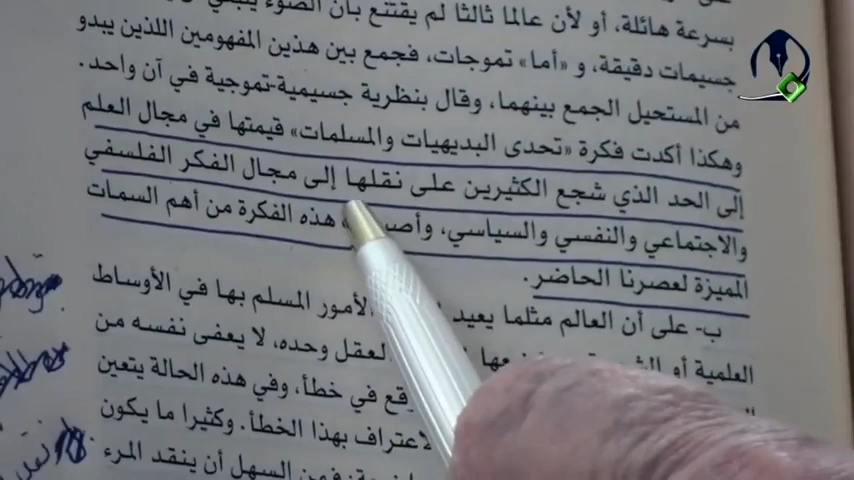 بسرعة هائلة، أو لأن عالما ثالثا لم يقتنع بأن الضوء
جسيمات دقيقة، و «أما» تموجات، فجمع بين هذين المفهومين اللذين يبدو
من المستحيل الجمع بينهما، وقال بنظرية جسيمية-تموجية في آن واحد.
وهكذا أكدت فكرة «تحدى البديهيات والمسلمات» قيمتها في مجال العلم
إلى الحد الذي شجع الكثيرين على نقلها إلى مجال الفكر الفلسفي
والاجتماعي والنفسي والسياسي، هذه الفكرة من أهم السمات
المميزة لعصرنا الحاضر.
ب- على أن العالم مثلما يعيد الأمور المسلم بها في الأوساط
العلمية أو لعقل وحده، لا يعفى نفسه من
في خطأ، وفي هذه الحالة يتعين
الاعتراف بهذا الخطأ. وكثيرا ما يكون
فمن السهل أن ينقد المرء